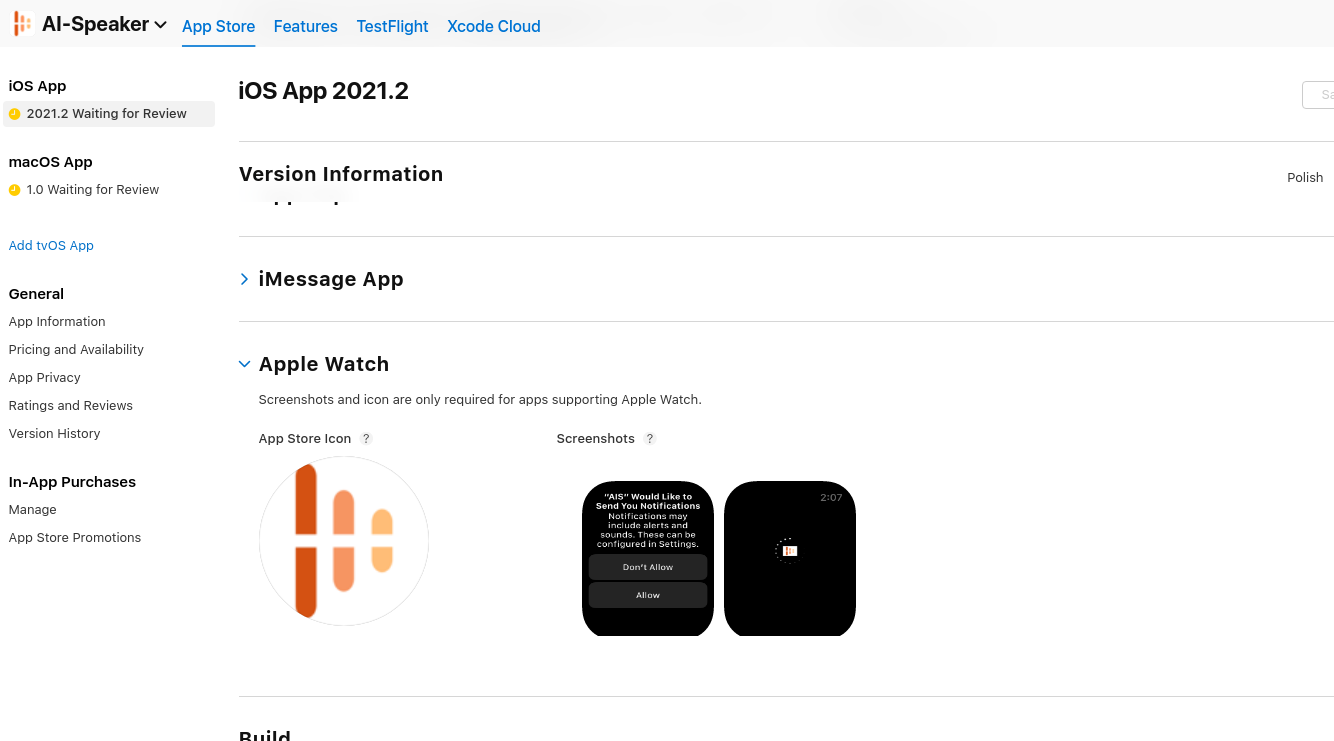 AI-Speaker
App Store
Features
TestFlight
Xcode Cloud
iOS App
2021.2 Waiting for Review
macOS App
1.0 Waiting for Review
Add tvOS App
General
App Information
Pricing and Availability
App Privacy
Ratings and Reviews
Version History
In-App Purchases
Manage
App Store Promotions
iOS App 2021.2
Version Information
Polish
iMessage App
Apple Watch
Screenshots and icon are only required for apps supporting Apple Watch.
App Store Icon ?
Screenshots ?
"AIS" Would Like to
Send You Notifications
Notifications may
include alerts and
sounds. These can be
configured in Settings.
Don't Allow
Allow
2:07
Build